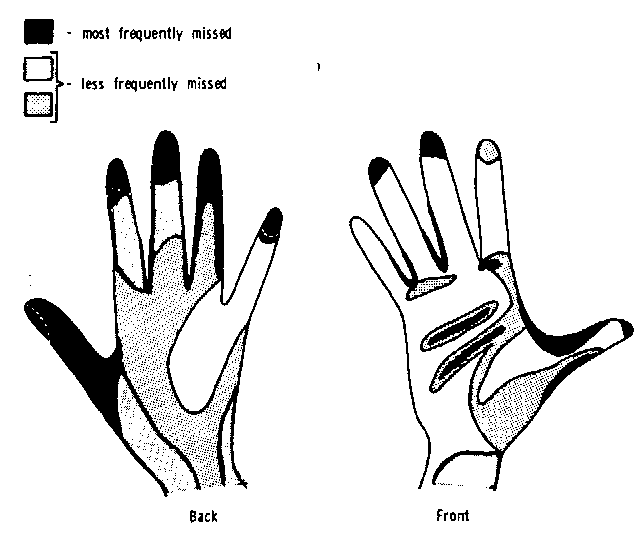 - most frequently missed
- less frequently missed
Back
Front